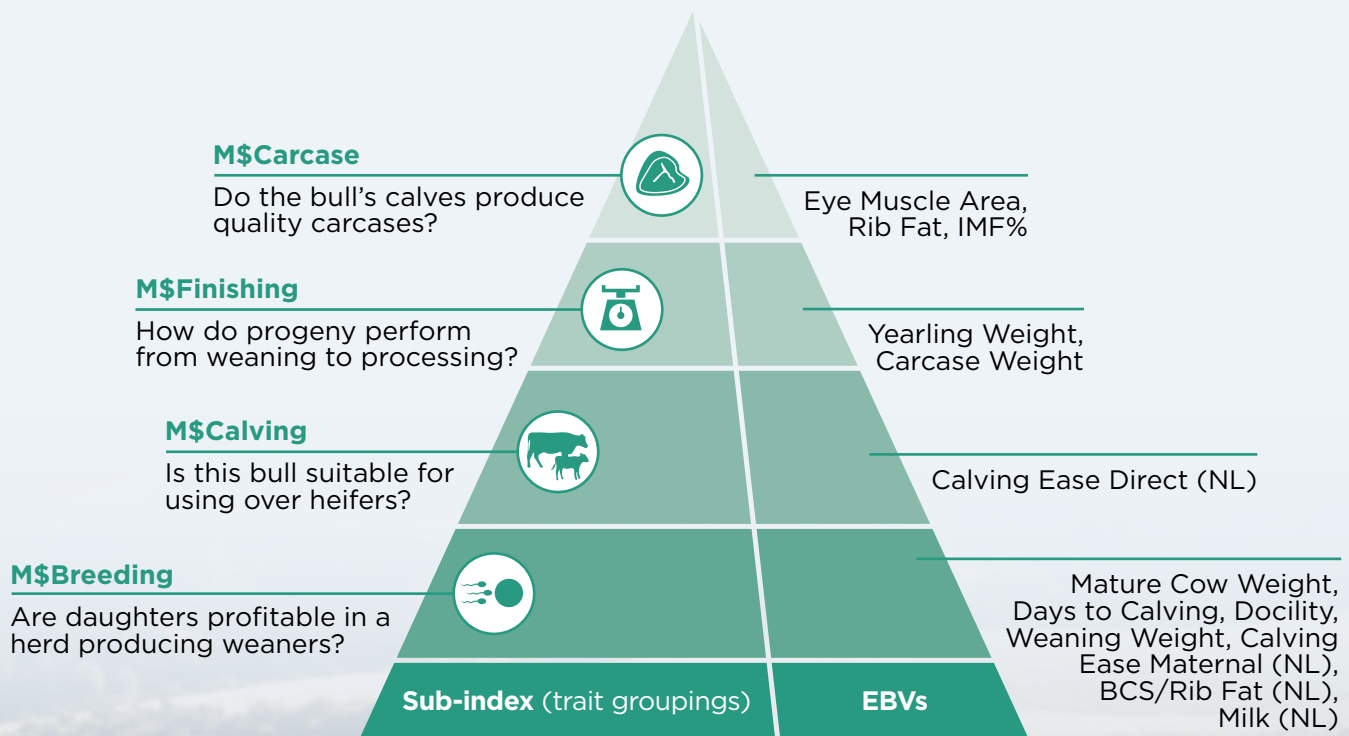 M$Carcase
Do the bull's calves produce
quality carcases?
Eye Muscle Area,
Rib Fat, IMF%
M$Finishing
How do progeny perform
from weaning to processing?
Yearling Weight,
Carcase Weight
M$Calving
Is this bull suitable for
using over heifers?
Calving Ease Direct (NL)
M$Breeding
Are daughters profitable in a
herd producing weaners?
Mature Cow Weight,
Days to Calving, Docility,
Weaning Weight, Calving
Ease Maternal (NL),
BCS/Rib Fat (NL),
Milk (NL)
Sub-index (trait groupings)
EBVs